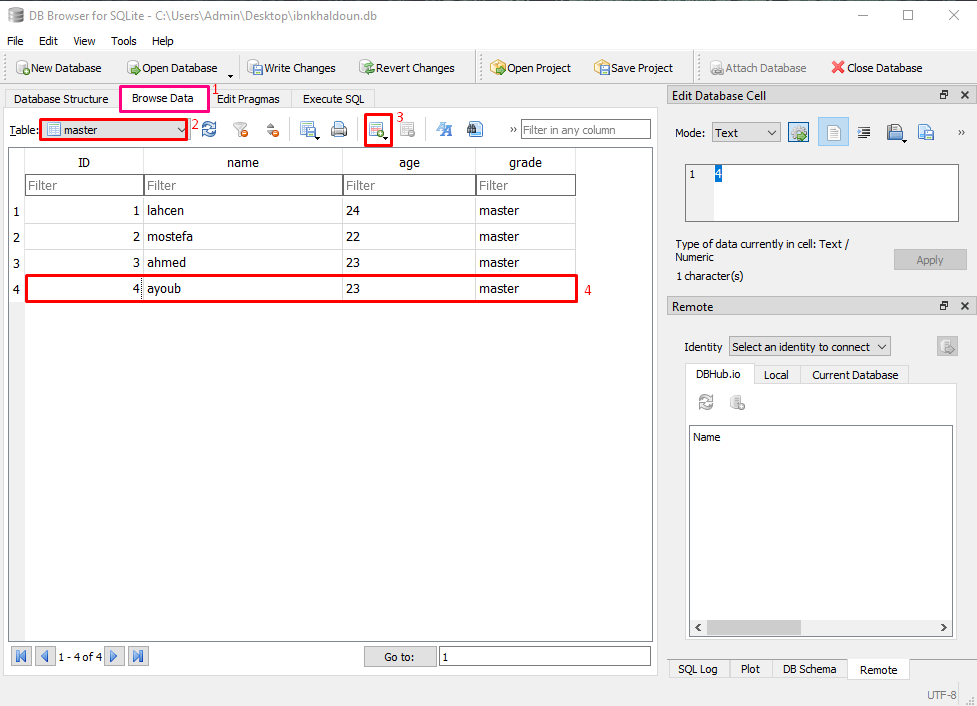 DB Browser for SQLite - C:\Users\Admin\Desktop\ibnkhaldoun.db
File Edit View Tools Help
New Database Open Database Write Changes Revert Changes Open Project Save Project Attach Database Close Database
Database Structure Browse Data 1 Edit Pragmas Execute SQL
Table: master 2 3 » Filter in any column
ID name age grade
Filter Filter Filter Filter
1 1 lahcen 24 master
2 2 mostefa 22 master
3 3 ahmed 23 master
4 4 ayoub 23 master 4
1 - 4 of 4 Go to: 1
Edit Database Cell
Mode: Text »
1 4
Type of data currently in cell: Text /
Numeric
1 character(s)
Apply
Remote
Identity Select an identity to connect
DBHub.io Local Current Database
Name
SQL Log Plot DB Schema Remote
UTF-8